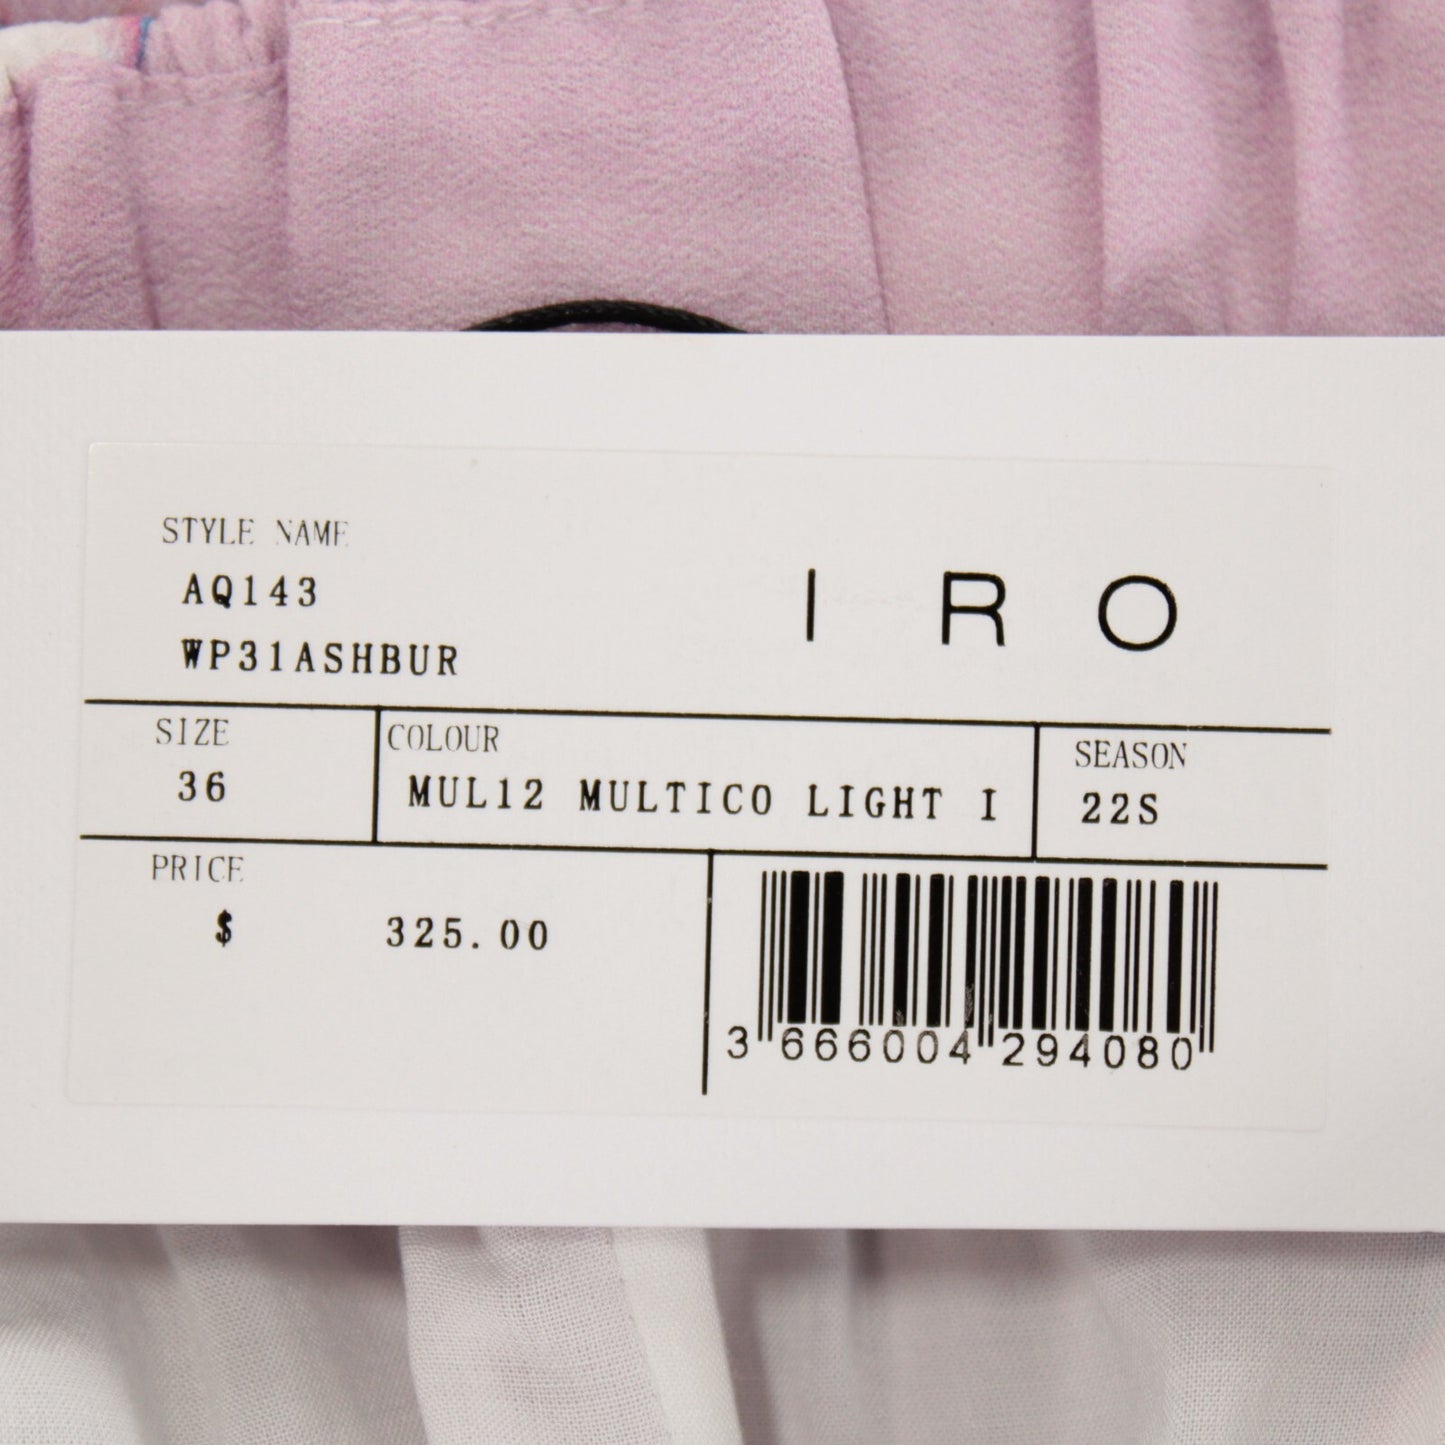 STYLE NAME
AQ143
WP31ASHBUR
IRO
SIZE
36
COLOUR
MUL12 MULTICO LIGHT I
SEASON
22S
PRICE
$ 325.00
3 666004 294080